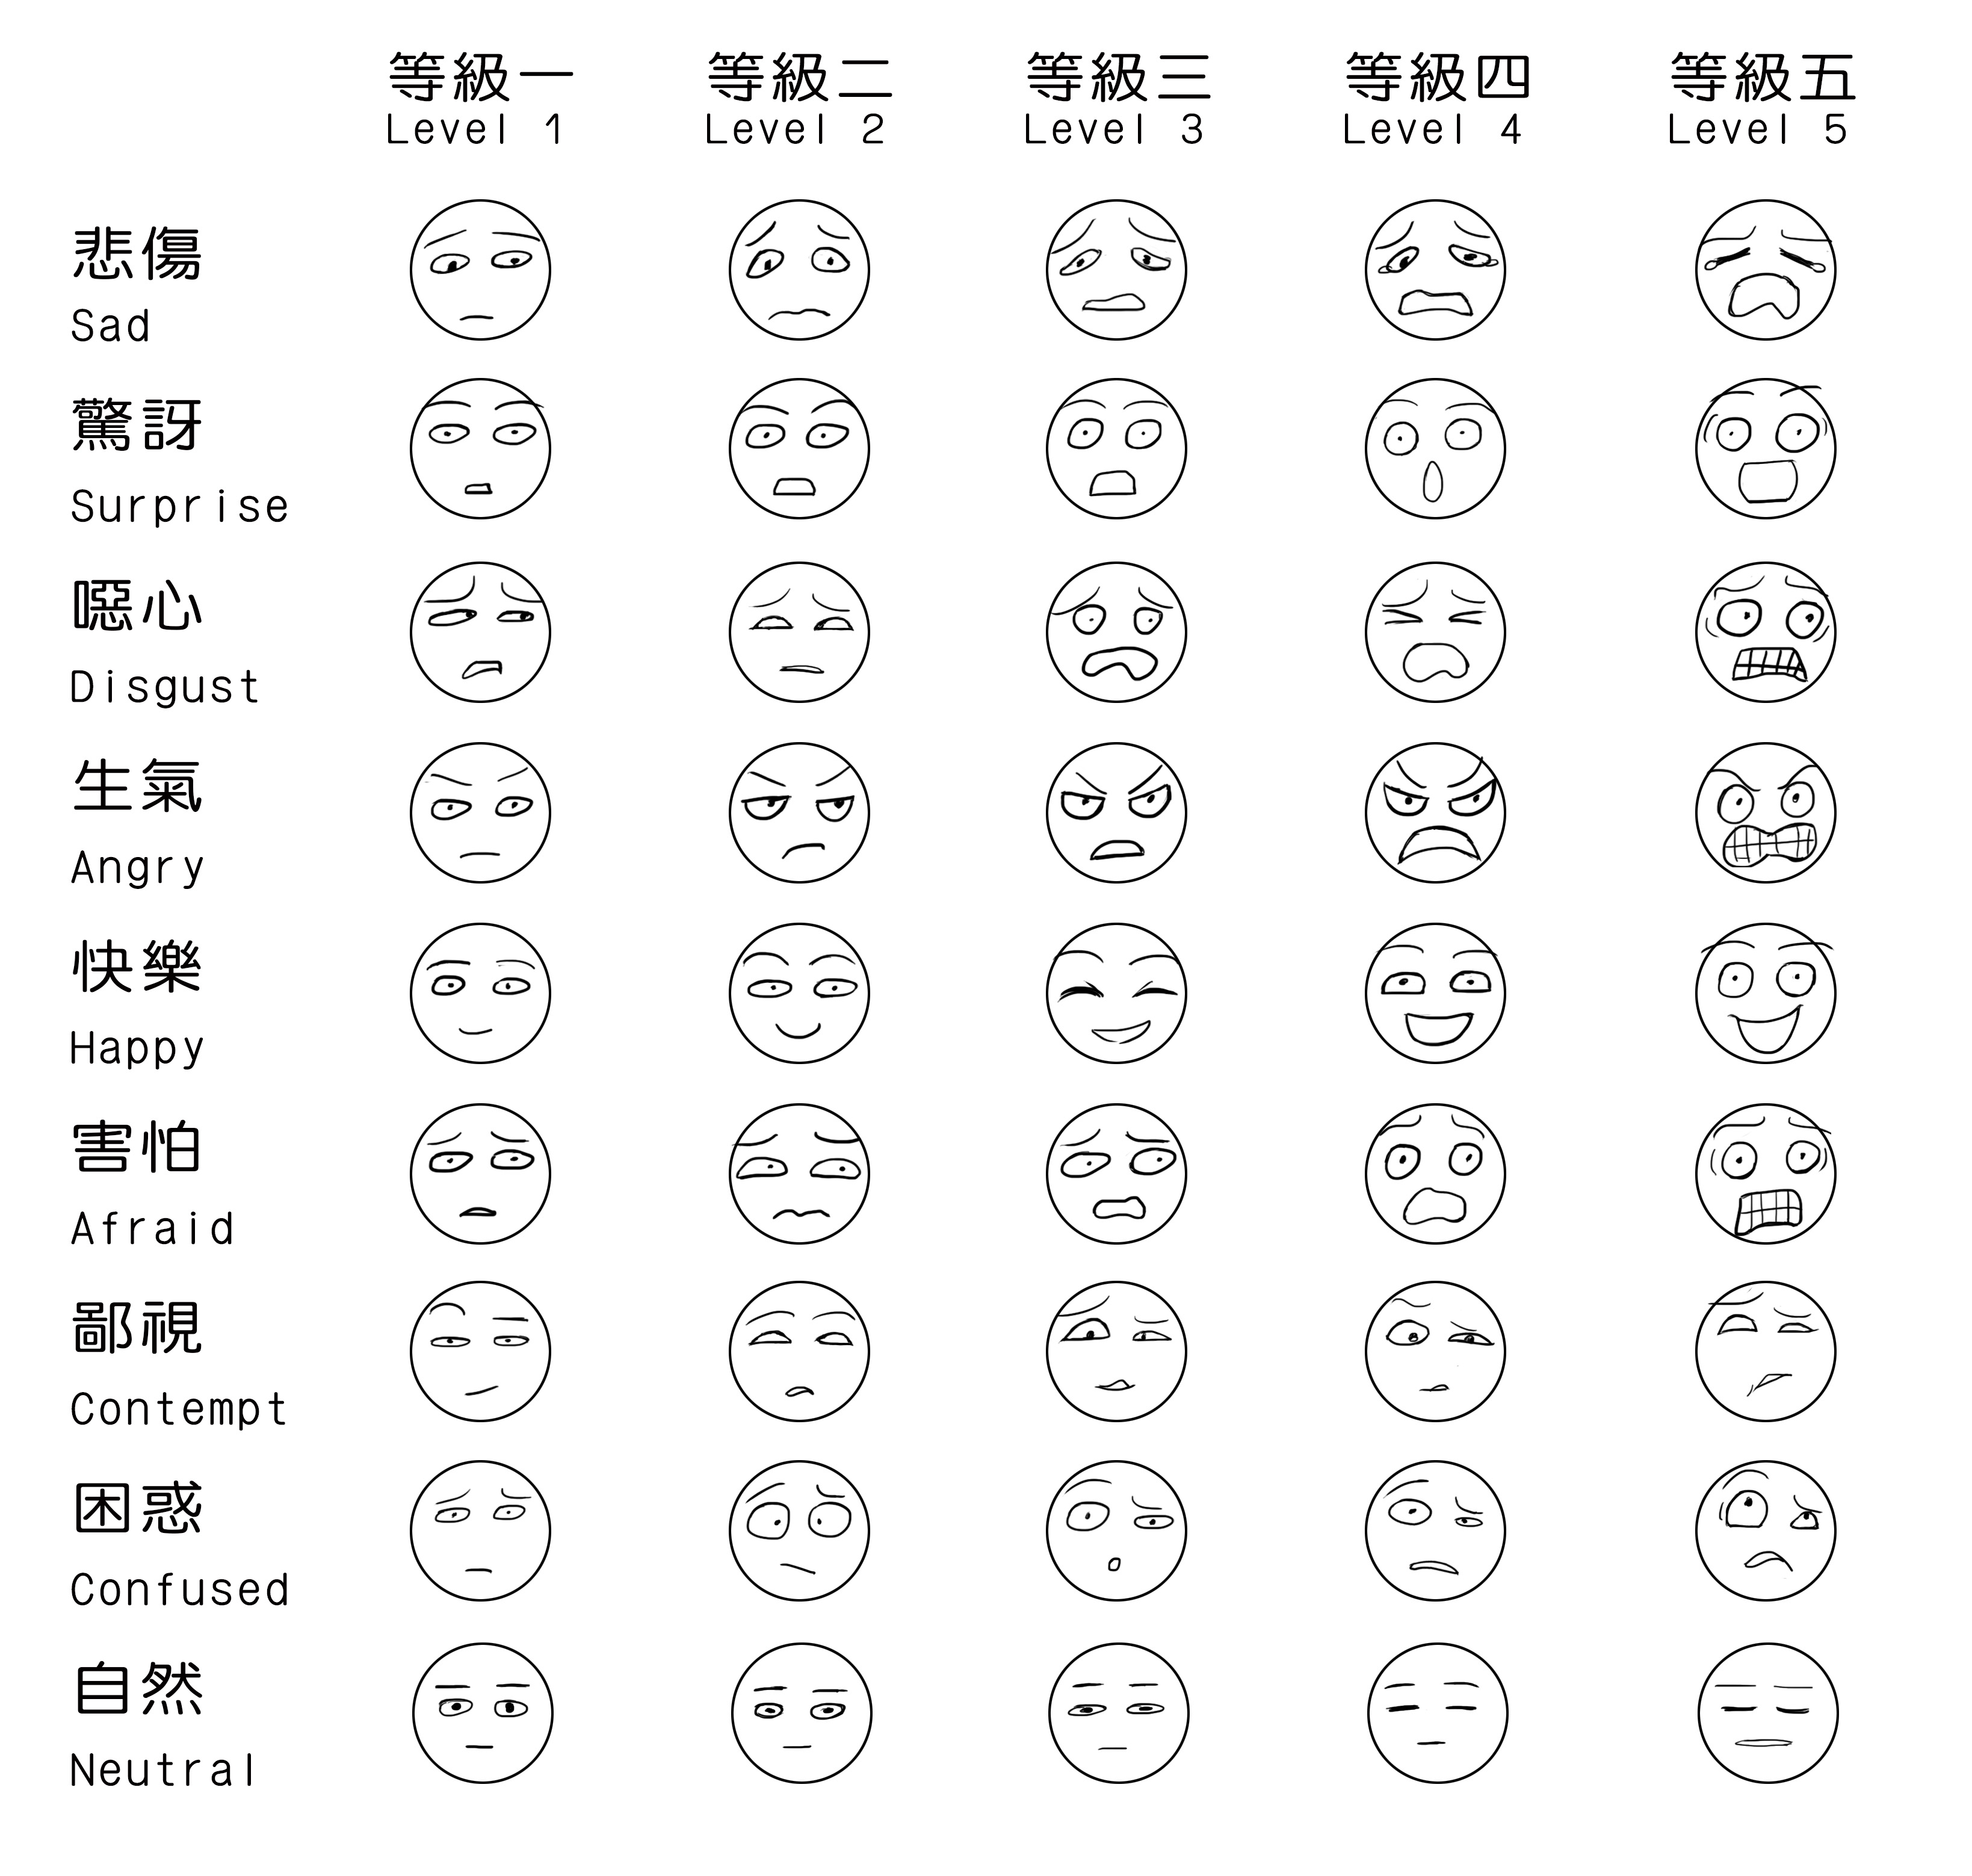 等級一 等級二 等級三 等級四 等級五
Level 1 Level 2 Level 3 Level 4 Level 5
悲傷
Sad
驚訝
Surprise
噁心
Disgust
生氣
Angry
快樂
Happy
害怕
Afraid
鄙視
Contempt
困惑
Confused
自然
Neutral